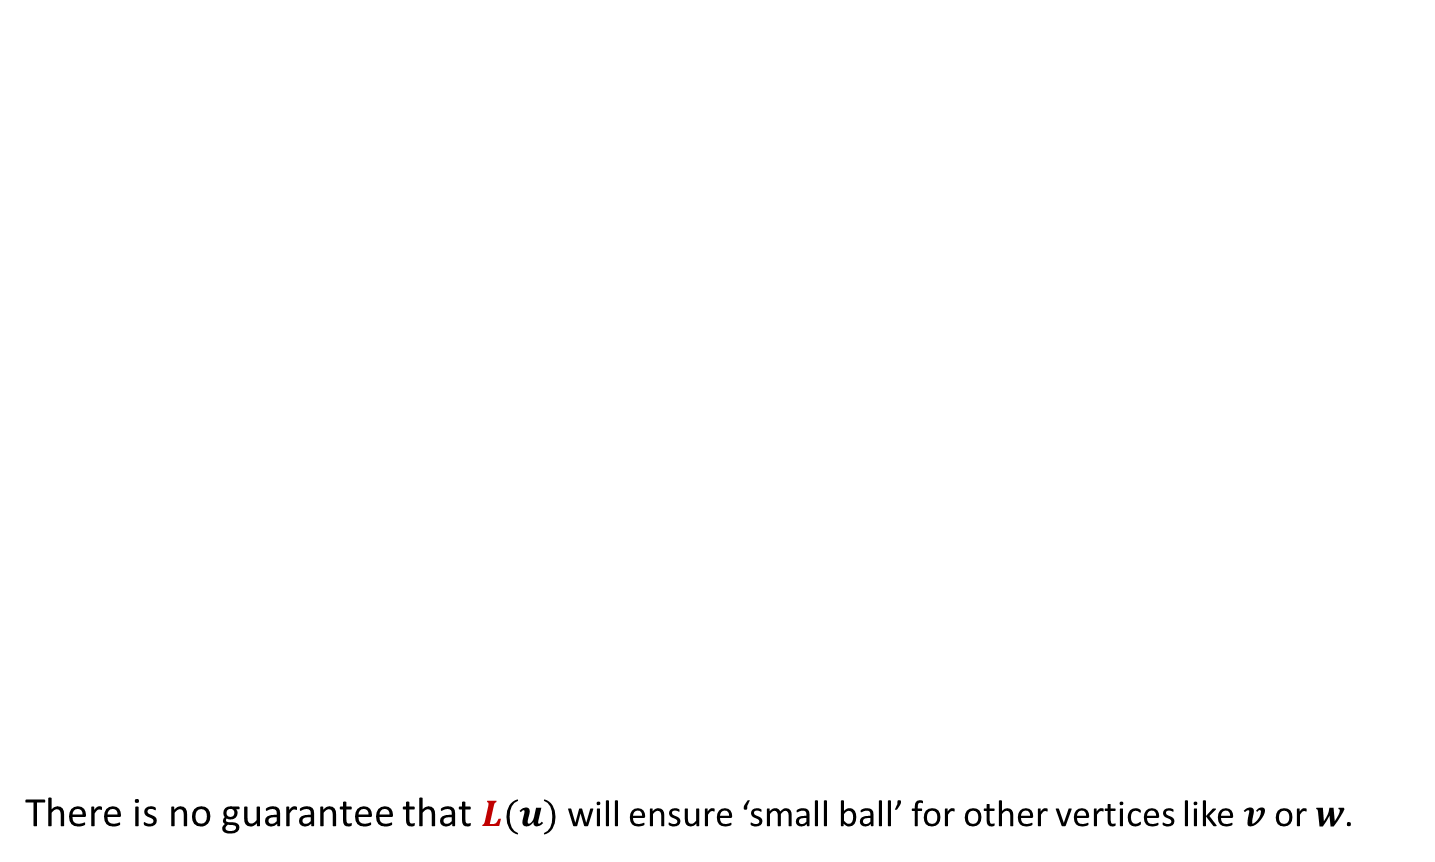 There is no guarantee that L(u) will ensure ‘small ball’ for other vertices like v or w.